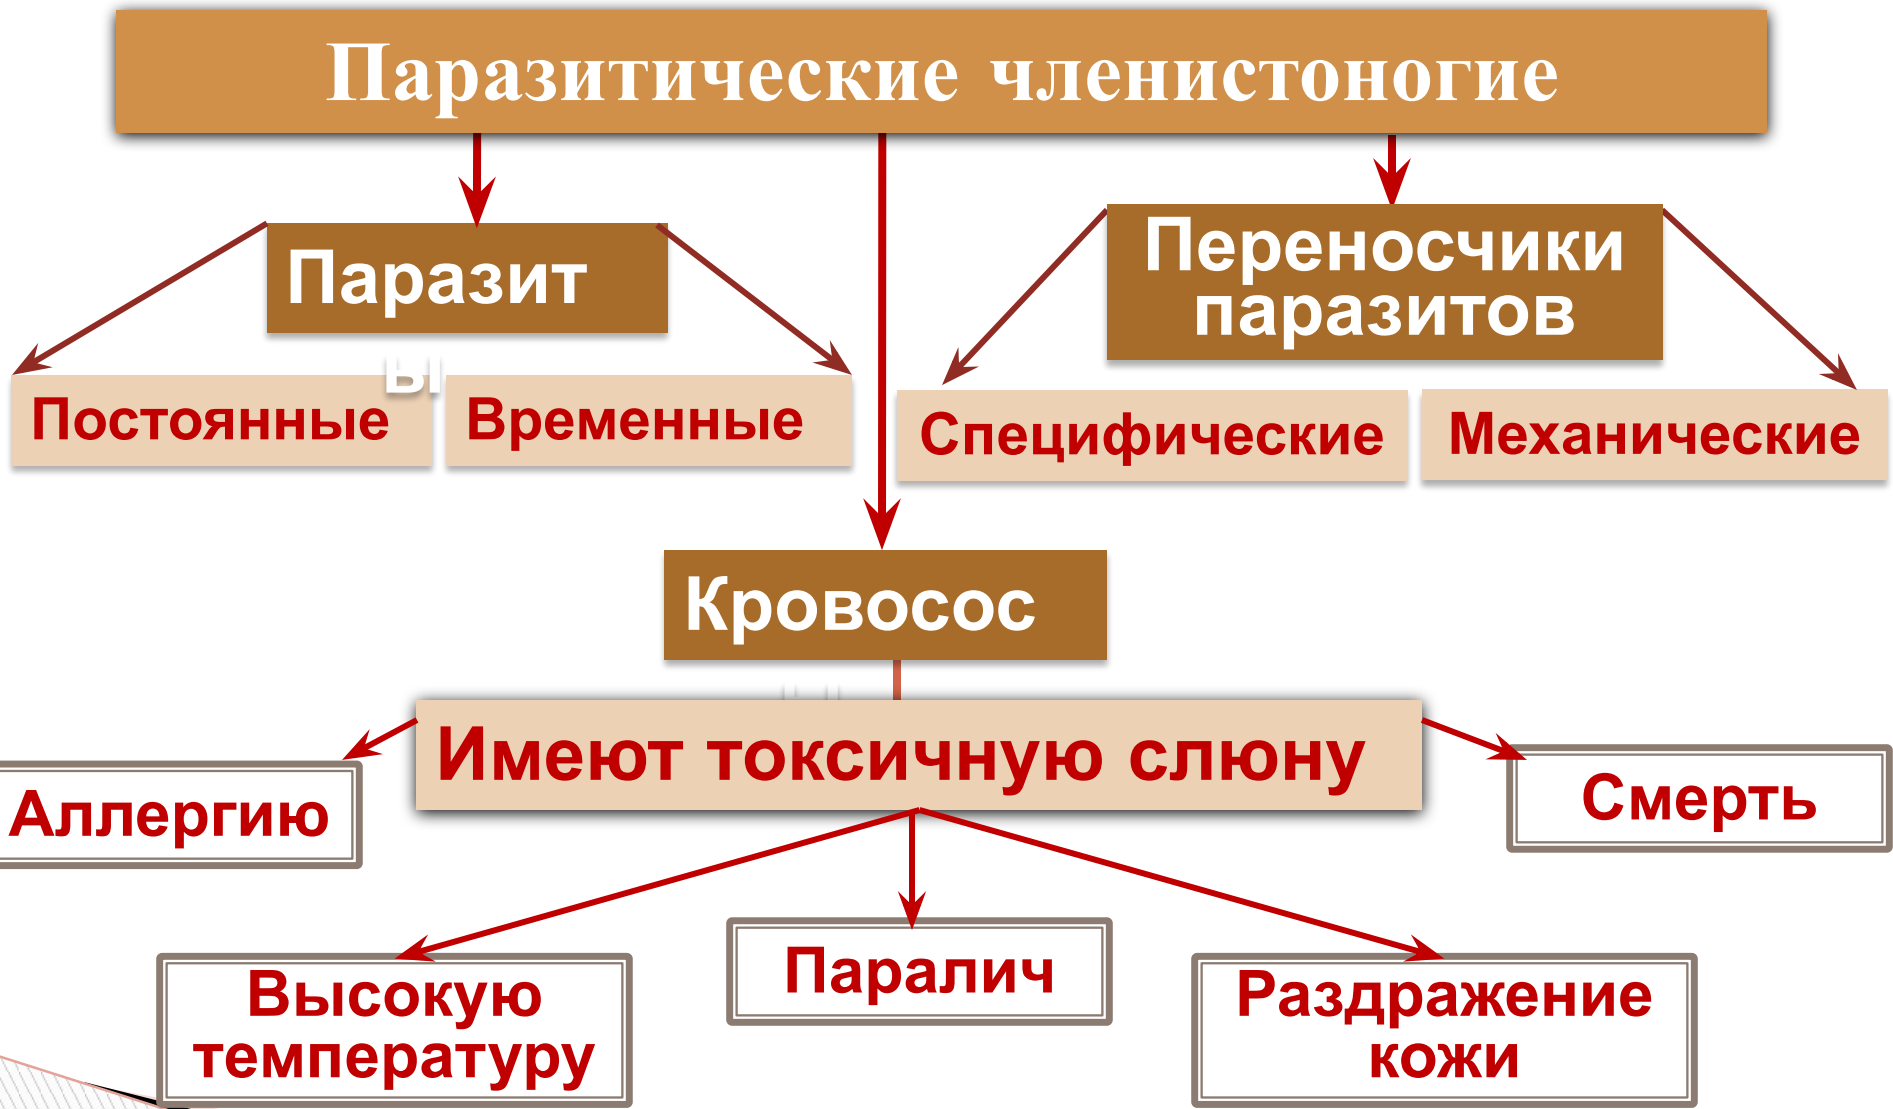 Паразитические членистоногие
Паразит
ы
Переносчики
паразитов
Постоянные
Временные
Специфические
Механические
Кровосос
Имеют токсичную слюну
Аллергию
Смерть
Высокую
температуру
Паралич
Раздражение
кожи